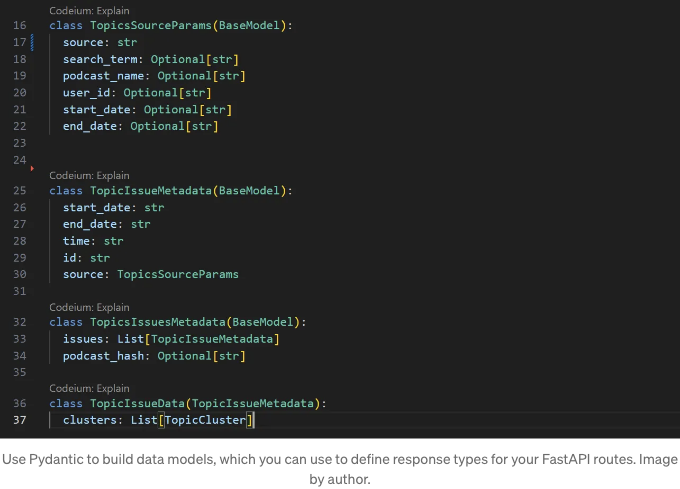 Codeium: Explain
16 class TopicsSourceParams(BaseModel):
17 source: str
18 search_term: Optional[str]
19 podcast_name: Optional[str]
20 user_id: Optional[str]
21 start_date: Optional[str]
22 end_date: Optional[str]
23
24
Codeium: Explain
25 class TopicIssueMetadata(BaseModel):
26 start_date: str
27 end_date: str
28 time: str
29 id: str
30 source: TopicsSourceParams
31
Codeium: Explain
32 class TopicsIssuesMetadata(BaseModel):
33 issues: List[TopicIssueMetadata]
34 podcast_hash: Optional[str]
35
Codeium: Explain
36 class TopicIssueData(TopicIssueMetadata):
37 clusters: List[TopicCluster]
Use Pydantic to build data models, which you can use to define response types for your FastAPI routes. Image
by author.